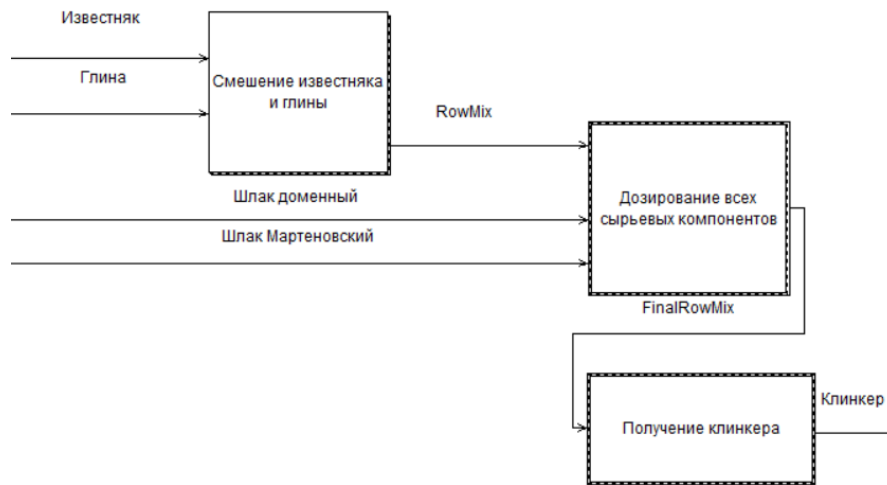 Известняк
Глина
Смешение известняка
и глины
RowMix
Шлак доменный
Шлак Мартеновский
Дозирование всех
сырьевых компонентов
FinalRowMix
Получение клинкера
Клинкер